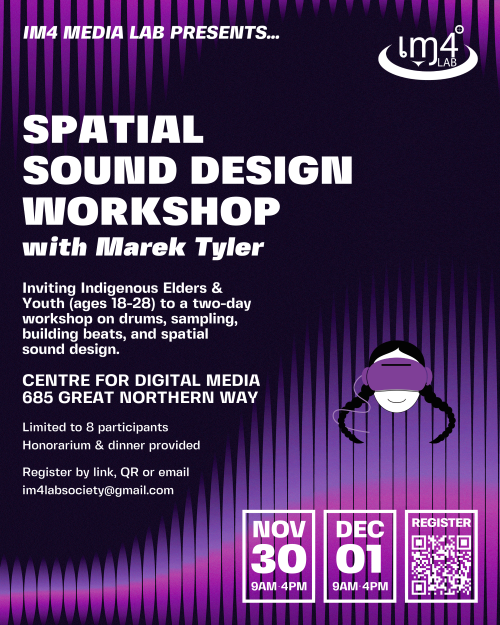 IM4 MEDIA LAB PRESENTS...
ım4
LAB
SPATIAL
SOUND DESIGN
WORKSHOP
with Marek Tyler
Inviting Indigenous Elders &
Youth (ages 18-28) to a two-day
workshop on drums, sampling,
building beats, and spatial
sound design.
CENTRE FOR DIGITAL MEDIA
685 GREAT NORTHERN WAY
Limited to 8 participants
Honorarium & dinner provided
Register by link, QR or email
im4labsociety@gmail.com
NOV
30
9AM-4PM
DEC
01
9AM-4PM
REGISTER